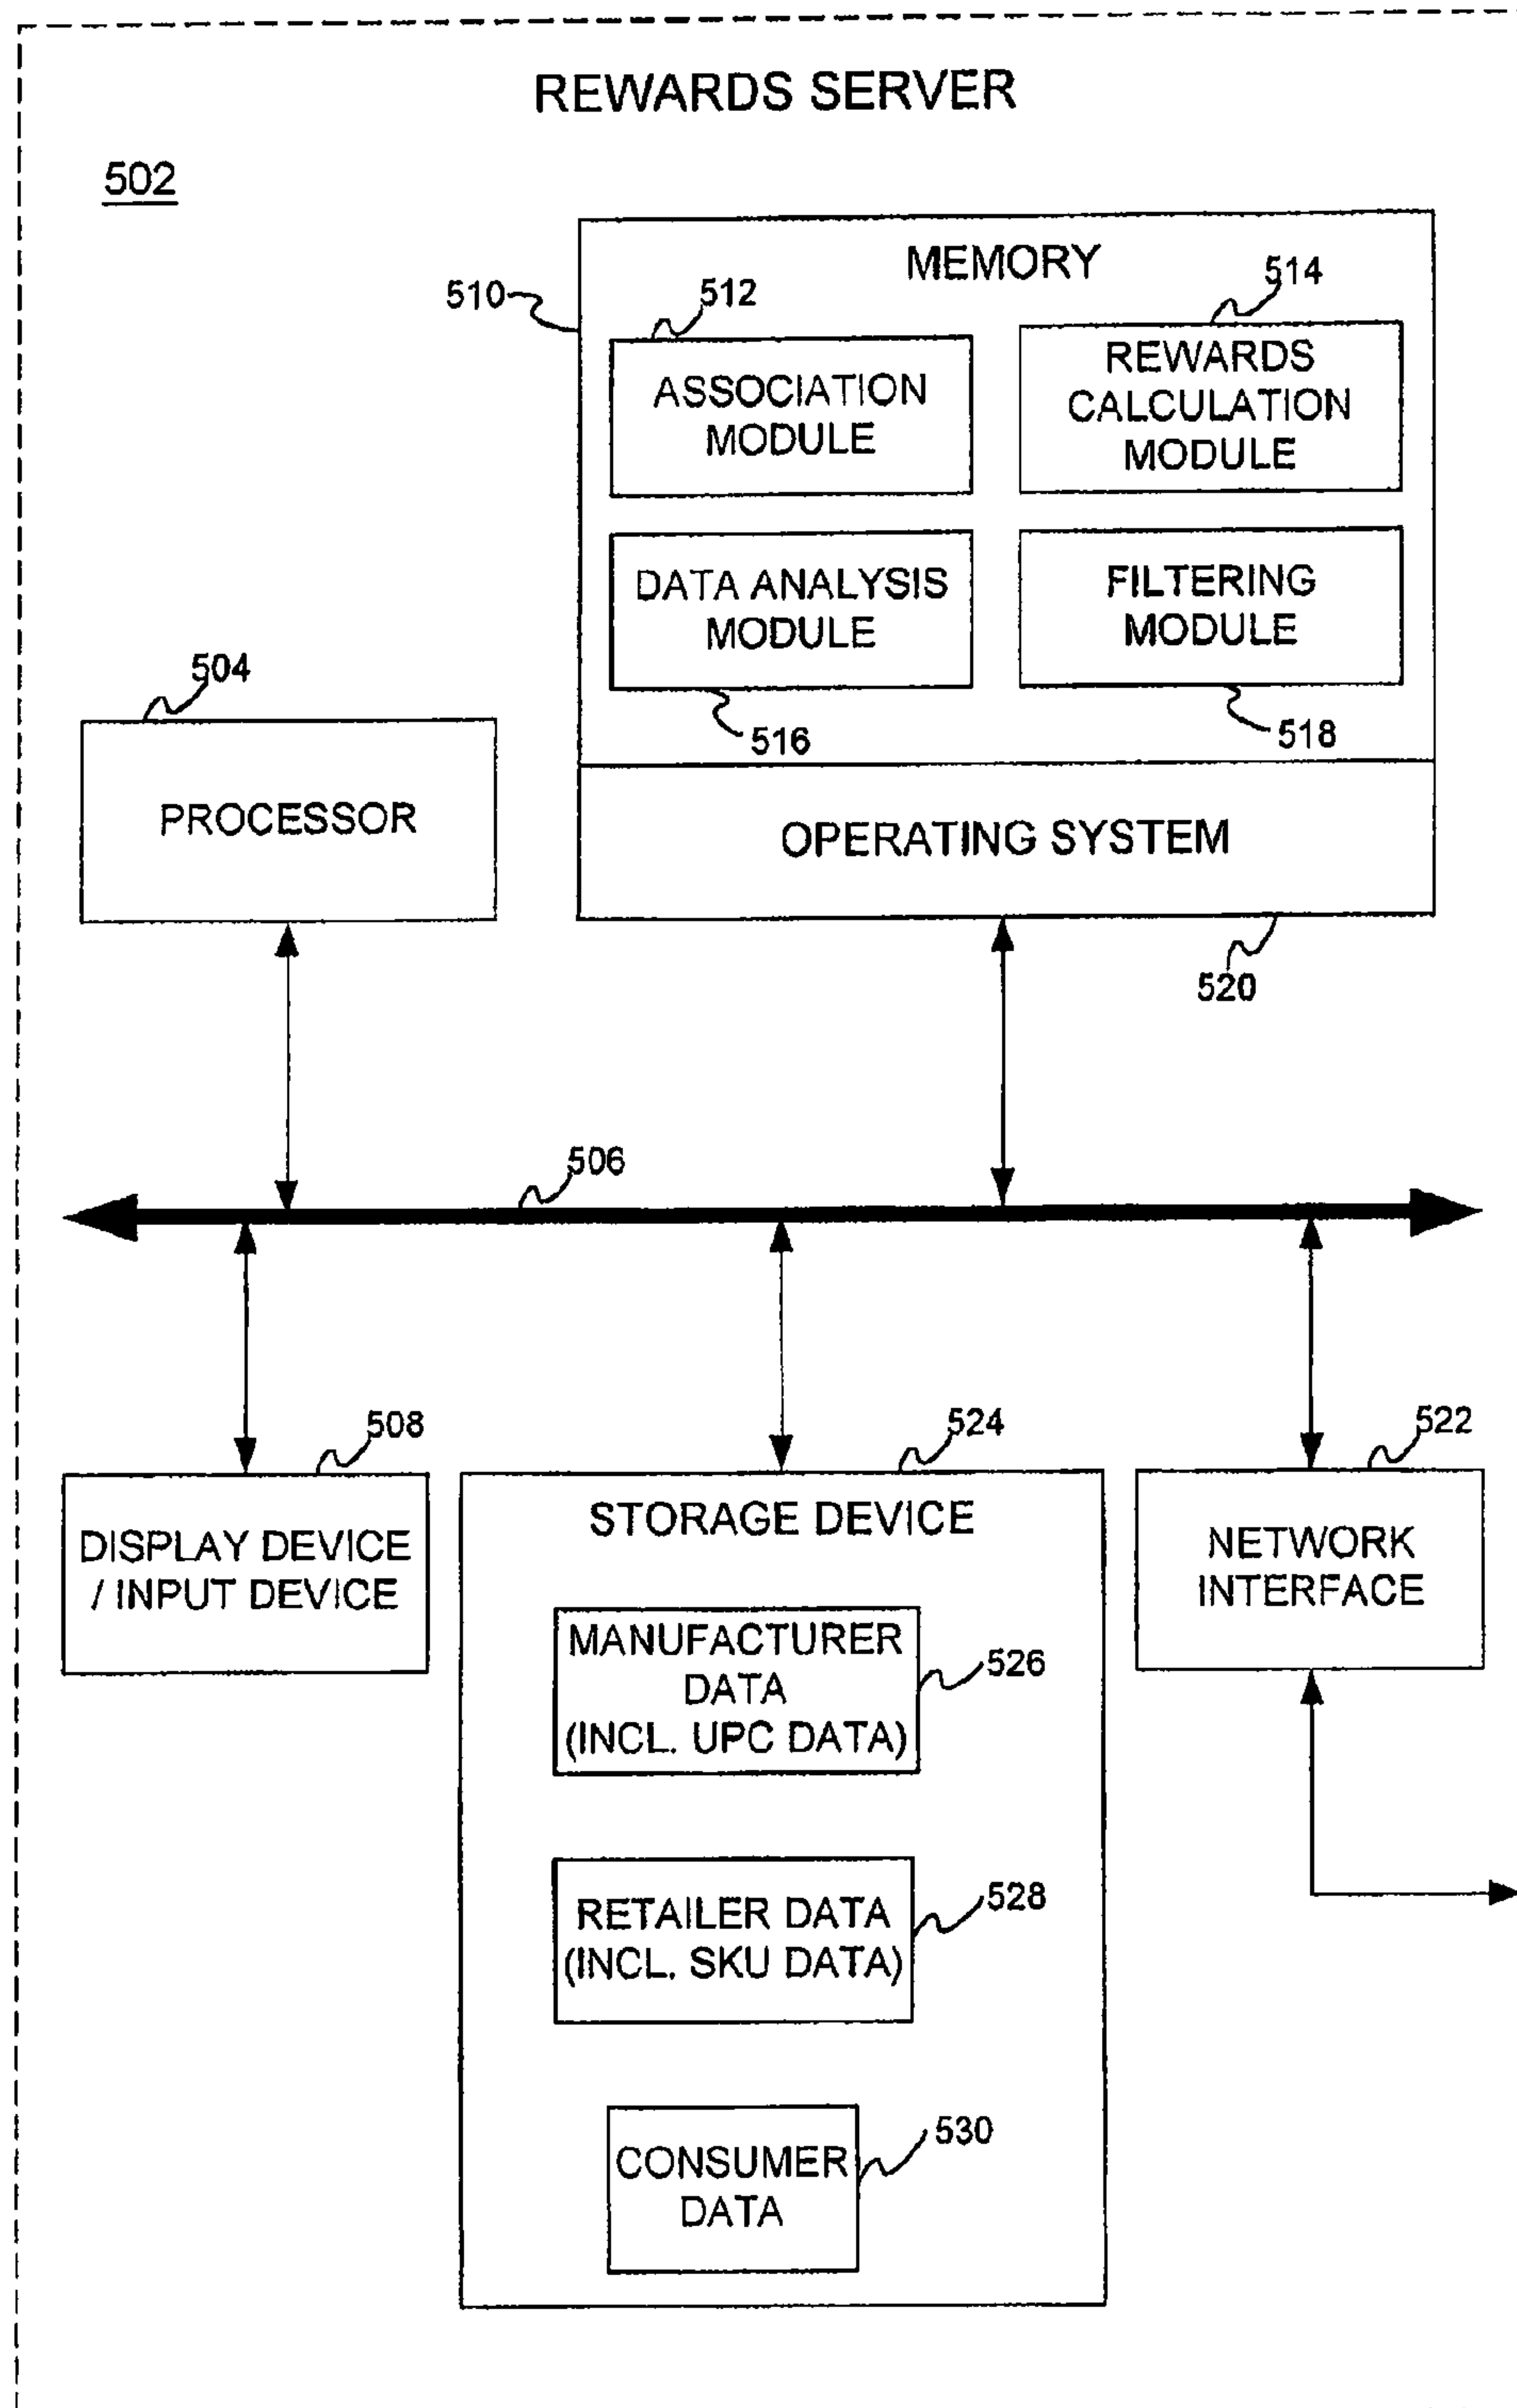 REWARDS SERVER
502
MEMORY
510
512
514
ASSOCIATION
MODULE
REWARDS
CALCULATION
MODULE
DATA ANALYSIS
MODULE
FILTERING
MODULE
516
518
504
PROCESSOR
OPERATING SYSTEM
520
506
508
524
522
DISPLAY DEVICE
/ INPUT DEVICE
STORAGE DEVICE
NETWORK
INTERFACE
MANUFACTURER
DATA
(INCL. UPC DATA)
526
RETAILER DATA
(INCL. SKU DATA)
528
CONSUMER
DATA
530